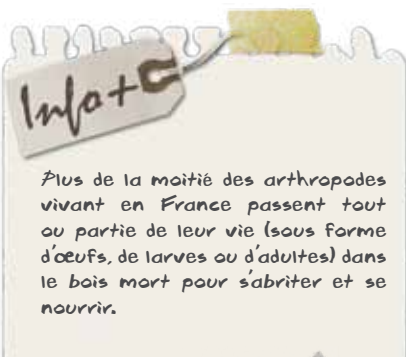 Info+
Plus de la moitié des arthropodes
vivant en France passent tout
ou partie de leur vie (sous forme
d'œufs, de larves ou d'adultes) dans
le bois mort pour s'abriter et se
nourrir.